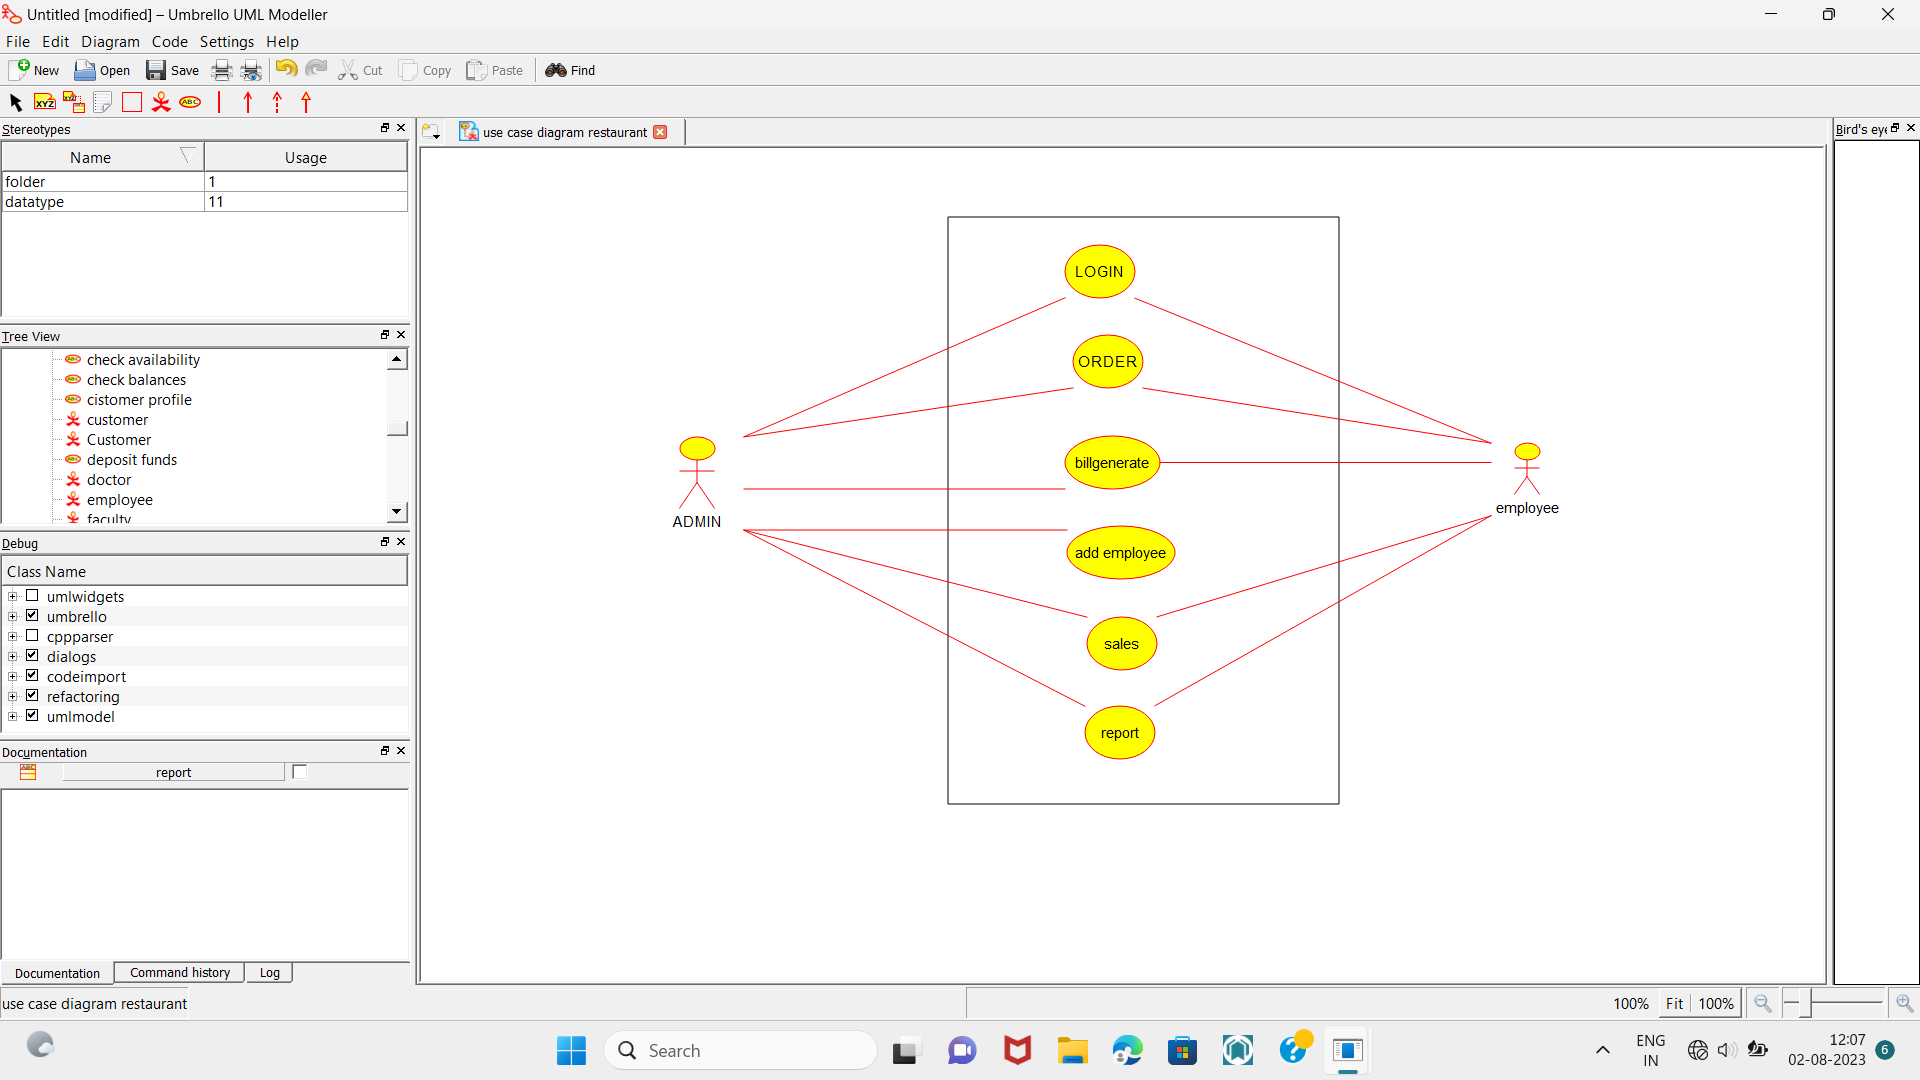 Untitled [modified] – Umbrello UML Modeller
File Edit Diagram Code Settings Help
New Open Save Cut Copy Paste Find
XYZ XYZ ABC
Stereotypes
Name Usage
folder 1
datatype 11
Tree View
check availability
check balances
cistomer profile
customer
Customer
deposit funds
doctor
employee
faculty
Debug
Class Name
umlwidgets
umbrello
cppparser
dialogs
codeimport
refactoring
umlmodel
Documentation
report
Documentation Command history Log
use case diagram restaurant
use case diagram restaurant
LOGIN
ORDER
billgenerate
add employee
sales
report
ADMIN
employee
Bird's eye
100% Fit 100%
Search
ENG
IN
12:07
02-08-2023
6